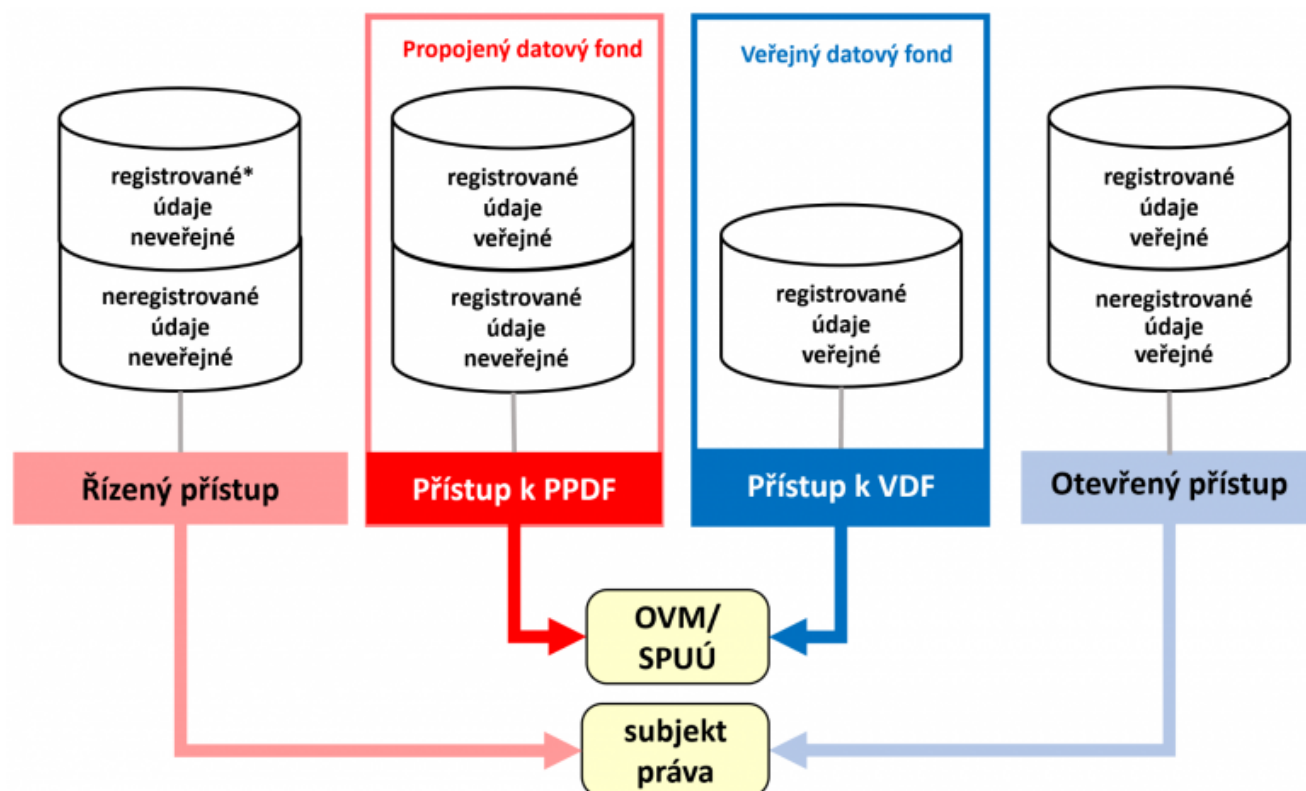 Propojený datový fond
Veřejný datový fond
registrované*
údaje
neveřejné
neregistrované
údaje
neveřejné
registrované
údaje
veřejné
registrované
údaje
neveřejné
registrované
údaje
veřejné
registrované
údaje
veřejné
neregistrované
údaje
veřejné
Řízený přístup
Přístup k PPDF
Přístup k VDF
Otevřený přístup
OVM/
SPUÚ
subjekt
práva